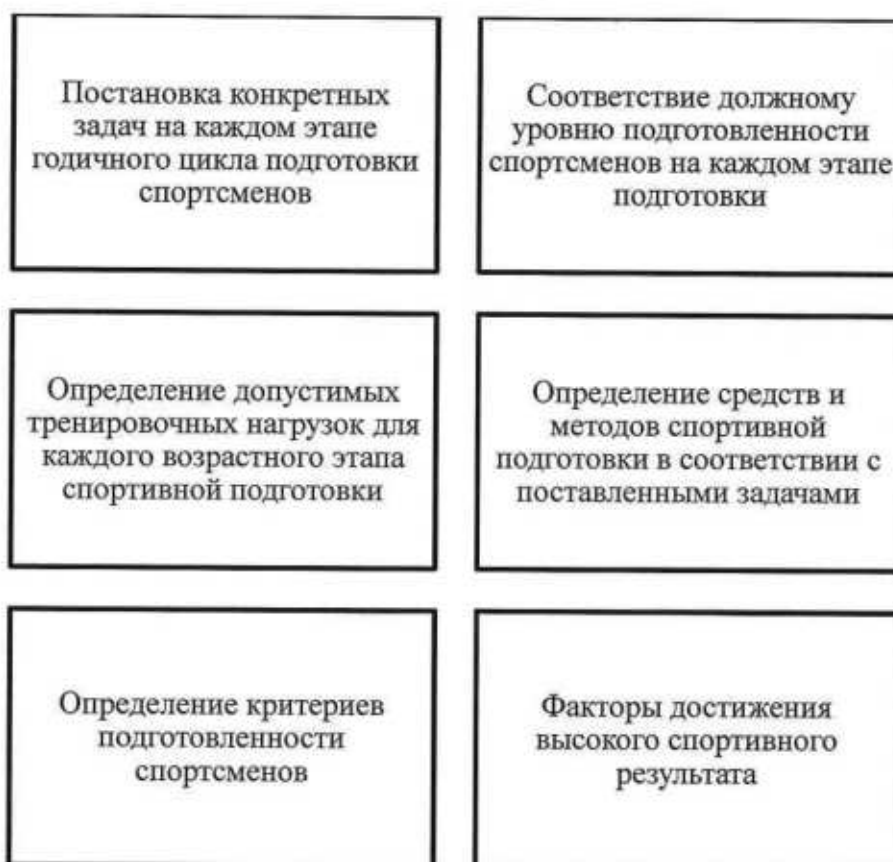 Постановка конкретных
задач на каждом этапе
годичного цикла подготовки
спортсменов
Соответствие должному
уровню подготовленности
спортсменов на каждом этапе
подготовки
Определение допустимых
тренировочных нагрузок для
каждого возрастного этапа
спортивной подготовки
Определение средств и
методов спортивной
подготовки в соответствии с
поставленными задачами
Определение критериев
подготовленности
спортсменов
Факторы достижения
высокого спортивного
результата